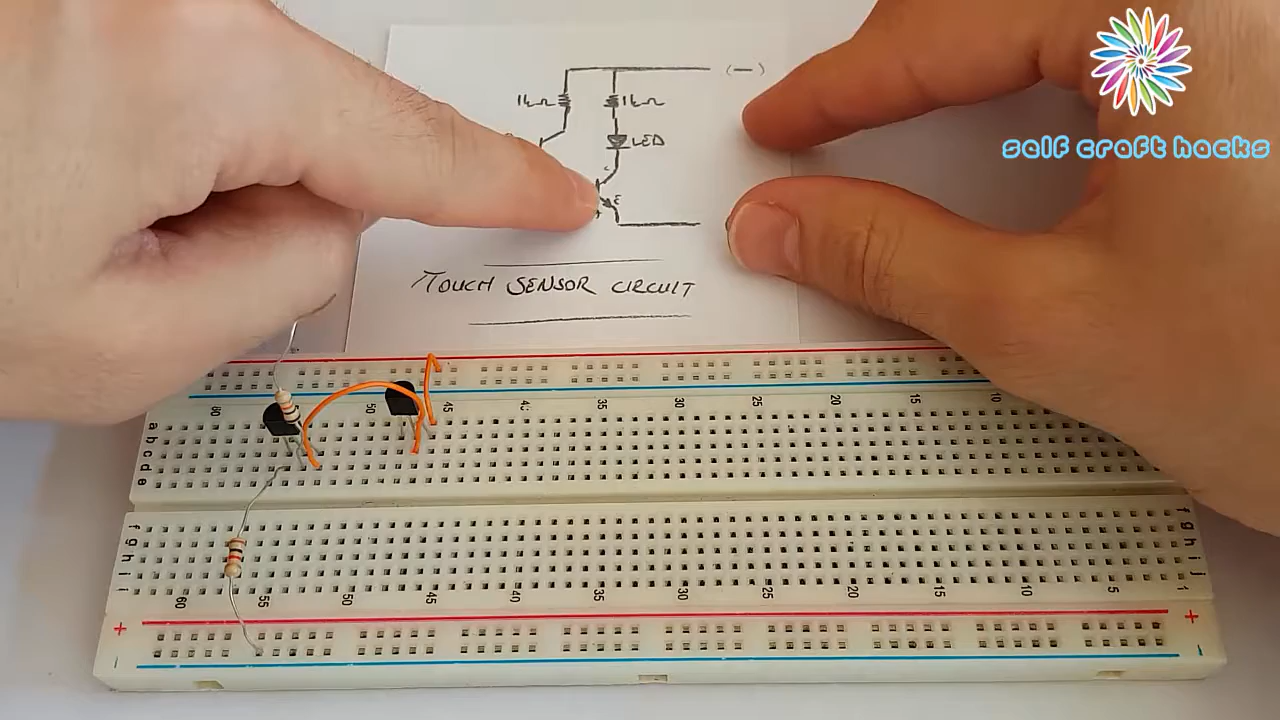 self craft hacks
(—)
1kΩ 1kΩ
LED
C
E
TOUCH SENSOR CIRCUIT
60 50 45 40 35 30 25 20 15 10
a
b
c
d
e
f
g
h
i
j
f
g
h
i
j
60 55 50 45 40 35 30 25 20 15 10 5
+ +
- -